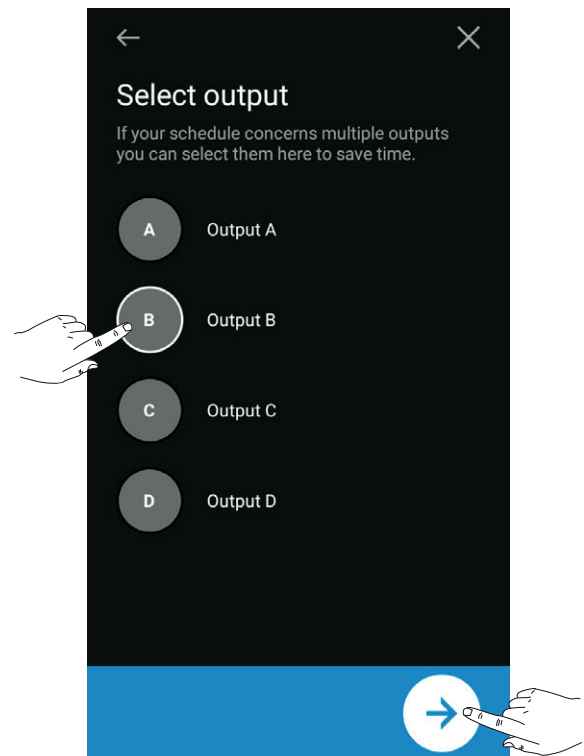 Select output
If your schedule concerns multiple outputs
you can select them here to save time.
A Output A
B Output B
C Output C
D Output D